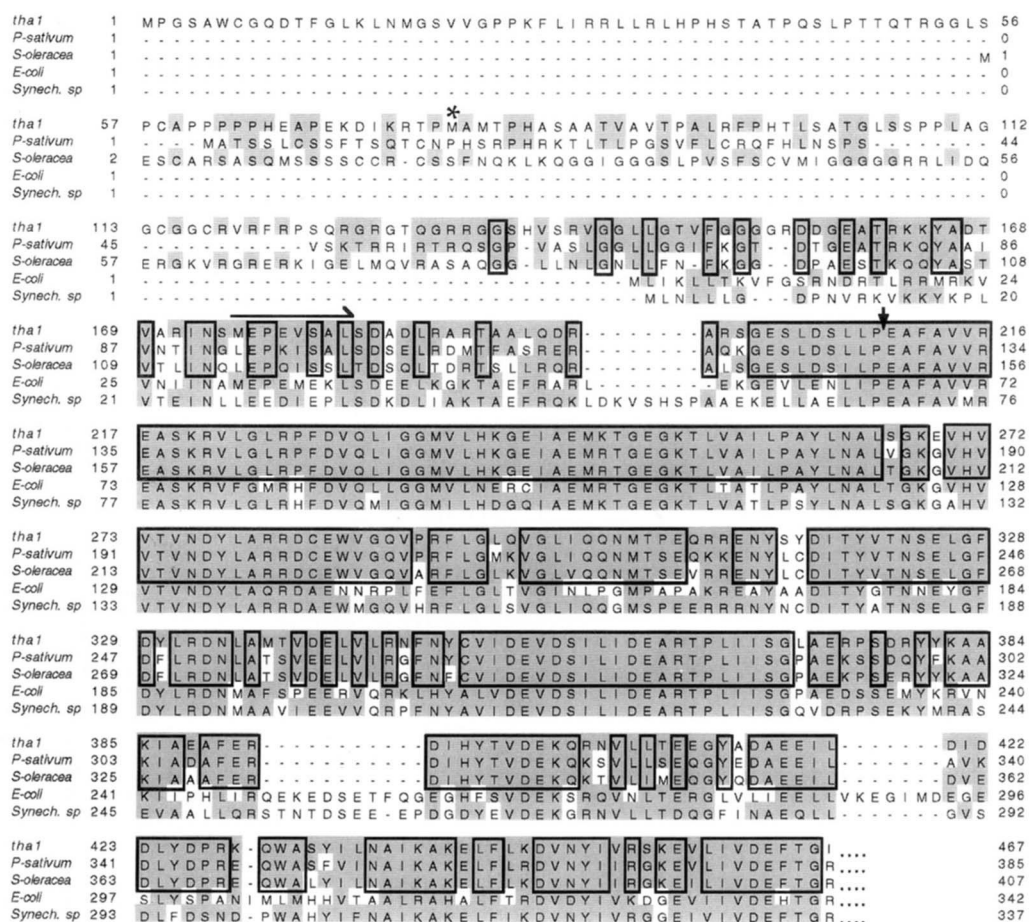 tha1 1 MPGSAWCGQDTFGLKLNMGSVVGPPKFLIRRLLRLHPHSTATPQSLPTTQTRGGLS 56
P-sativum 1 -------------------------------------------------------- 0
S-oleracea 1 -------------------------------------------------------M 1
E-coli 1 -------------------------------------------------------- 0
Synech. sp 1 -------------------------------------------------------- 0
*
tha1 57 PCAPPPPPHEAPEKDIKRTPMAMTPHASAATVAVTPALRFPHTLSATGLSSPPLAG 112
P-sativum 1 ----MATSSLCSSFTSQTCNPHSRPHRKTLTLPGSVFLCRQFHLNSPS-------- 44
S-oleracea 2 ESCARSASQMSSSSCCR-CSSFNQKLKQGGIGGGSLPVSFSCVMIGGGGGRRLIDQ 56
E-coli 1 -------------------------------------------------------- 0
Synech. sp 1 -------------------------------------------------------- 0
tha1 113 GCGGCRVRFRPSQRGRGTQGRRGGSHVSRVGGLLGTVFGGGGRDDGEATRKKYADT 168
P-sativum 45 -----------VSKTRRIRTRQSGP-VASLGGLLGGIFKGT--DTGEATRKQYAAI 86
S-oleracea 57 ERGKVRGRERKIGELMQVRASAQGG-LLNLGNLLFN-FKGG--DPAESTKQQYAST 108
E-coli 1 --------------------------------MLIKLLTKVFGSRNDRTLRRMRKV 24
Synech. sp 1 --------------------------------MLNLLLG---DPNVRKVKKYKPL 20
tha1 169 VARINSMEPEVSALSDADLRARTAALQDR--------ARSGESLDSLLPEAFAVVR 216
P-sativum 87 VNTINGLEPKISALSDSELRDMTFASRER--------AQKGESLDSLLPEAFAVVR 134
S-oleracea 109 VTLINQLEPQISSLTDSQLTDRTSLLRQR--------ALSGESLDSILPEAFAVVR 156
E-coli 25 VNIINAMEPEMEKLSDEELKGKTAEFRARL--------EKGEVLENLIPEAFAVVR 72
Synech. sp 21 VTEINLLEEDIEPLSDKDLIAKTAEFRQKLDKVSHSPAAEKELLAELLPEAFAVMR 76
tha1 217 EASKRVLGLRPFDVQLIGGMVLHKGEIAEMKTGEGKTLVAILPAYLNALSGKEVHV 272
P-sativum 135 EASKRVLGLRPFDVQLIGGMVLHKGEIAEMKTGEGKTLVAILPAYLNALVGKGVHV 190
S-oleracea 157 EASKRVLGLRPFDVQLIGGMVLHKGEIAEMRTGEGKTLVAILPAYLNALTGKGVHV 212
E-coli 73 EASKRVFGMRHFDVQLLGGMVLNERCIAEMRTGEGKTLTATLPAYLNALTGKGVHV 128
Synech. sp 77 EASKRVLGLRHFDVQMIGGMILHDGQIAEMKTGEGKTLVATLPSYLNALSGKGAHV 132
tha1 273 VTVNDYLARRDCEWVGQVPRFLGLQVGLIQQNMTPEQRRENYSYDITYVTNSELGF 328
P-sativum 191 VTVNDYLARRDCEWVGQVPRFLGMKVGLIQQNMTSEQKKENYLCDITYVTNSELGF 246
S-oleracea 213 VTVNDYLARRDCEWVGQVARFLGLKVGLVQQNMTSEVRRENYLCDITYVTNSELGF 268
E-coli 129 VTVNDYLAQRDAENNRPLFEFLGLTVGINLPGMPAPAKREAYAADITYGTNNEYGF 184
Synech. sp 133 VTVNDYLARRDAEWMGQVHRFLGLSVGLIQQGMSPEERRRNYNCDITYATNSELGF 188
tha1 329 DYLRDNLAMTVDELVLRNFNYCVIDEVDSILIDEARTPLIISGLAERPSDRYYKAA 384
P-sativum 247 DFLRDNLATSVEELVIRGFNYCVIDEVDSILIDEARTPLIISGPAEKSSDQYFKAA 302
S-oleracea 269 DFLRDNLATSVDELVLRGFNFCVIDEVDSILIDEARTPLIISGPAEKPSERYYKAA 324
E-coli 185 DYLRDNMAFSPEERVQRKLHYALVDEVDSILIDEARTPLIISGPAEDSSEMYKRVN 240
Synech. sp 189 DYLRDNMAAVIEEVVQRPFNYAVIDEVDSILIDEARTPLIISGQVDRPSEKYMRAS 244
tha1 385 KIAEAFER-----------DIHYTVDEKQRNVLLTEEGYADAEEIL-------DID 422
P-sativum 303 KIADAFER-----------DIHYTVDEKQKSVLLSEQGYEDAEEIL-------AVK 340
S-oleracea 325 KIAAAFER-----------DIHYTVDEKQKTVLIMEQGYQDAEEIL-------DVE 362
E-coli 241 KIIPHLIRQEKEDSETFQGEGHFSVDEKSRQVNLTERGLVLIEELLVKEGIMDEGE 296
Synech. sp 245 EVAALLQRSTNTDSEE-EPDGDYEVDEKGRNVLLTDQGFINAEQLL-------GVS 292
tha1 423 DLYDPRK-QWASYILNAIKAKELFLKDVNYIVRSKEVLIVDEFTGI .... 467
P-sativum 341 DLYDPRE-QWASFVINAIKAKELFLRDVNYIIRGKEVLIVDEFTGR .... 385
S-oleracea 363 DLYDPRE-QWALYILNAIKAKELFLKDVNYIIRGKEILIVDEFTGR .... 407
E-coli 297 SLYSPANIMLMHHVTAALRAHALFTRDVDYIVKDGEVIIVDEHTGR .... 342
Synech. sp 293 DLFDSND-PWAHYIFNAIKAKELFIKDVNYIVRGGEIVIVDEFTGR .... 337